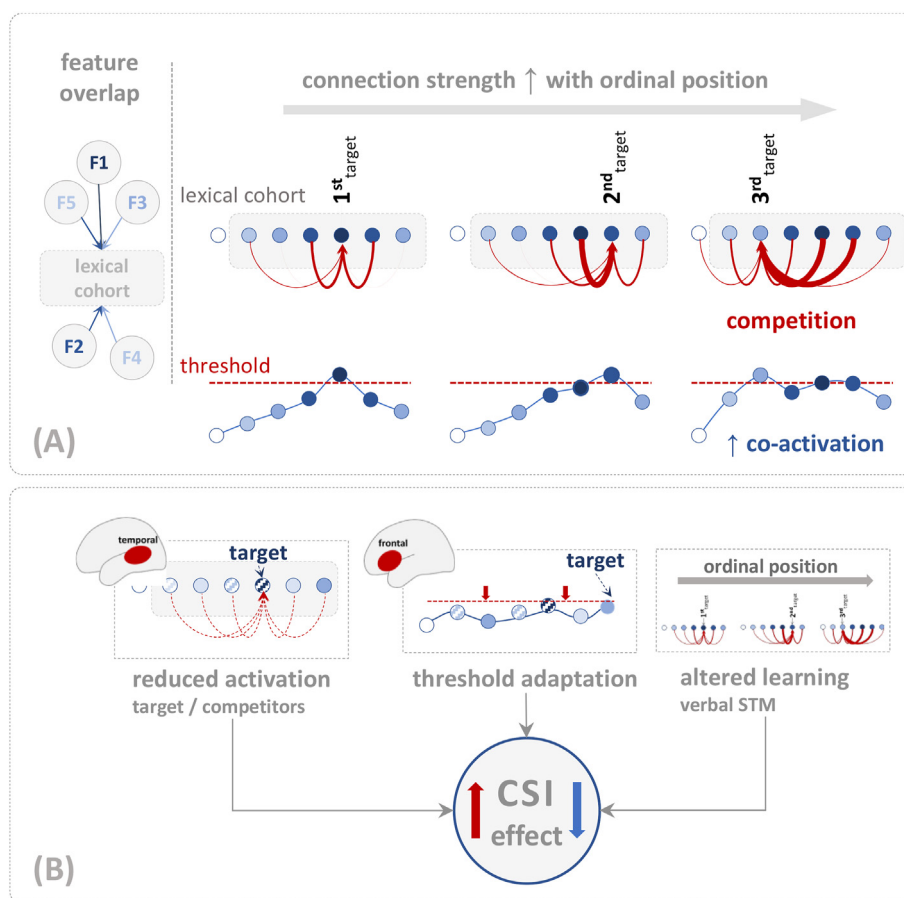 feature
overlap
connection strength ↑ with ordinal position
F1
F5
F3
lexical
cohort
F2
F4
lexical cohort
1st target
2nd target
3rd target
competition
threshold
↑ co-activation
(A)
temporal
target
frontal
target
ordinal position
1st target
2nd target
3rd target
reduced activation
target / competitors
threshold adaptation
altered learning
verbal STM
CSI
effect
(B)